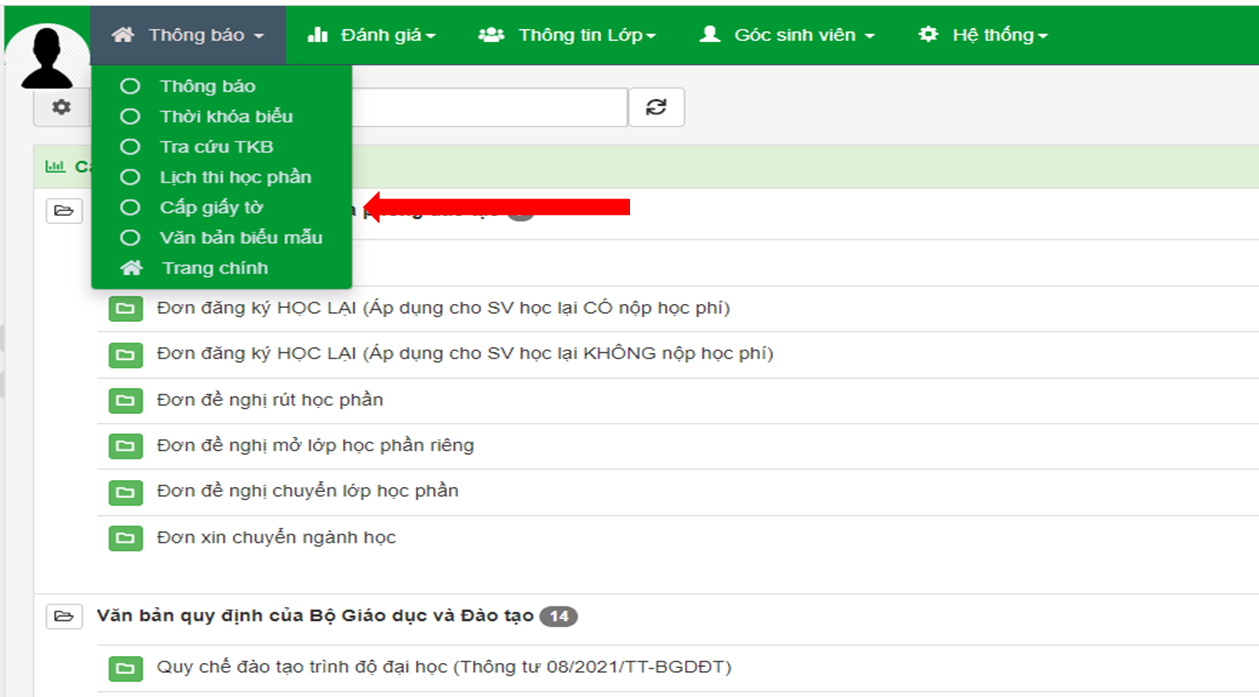 Thông báo Đánh giá Thông tin Lớp Góc sinh viên Hệ thống
Thông báo
Thời khóa biểu
Tra cứu TKB
Lịch thi học phần
Cấp giấy tờ
Văn bản biểu mẫu
Trang chính
Đơn đăng ký HỌC LẠI (Áp dụng cho SV học lại CÓ nộp học phí)
Đơn đăng ký HỌC LẠI (Áp dụng cho SV học lại KHÔNG nộp học phí)
Đơn đề nghị rút học phần
Đơn đề nghị mở lớp học phần riêng
Đơn đề nghị chuyển lớp học phần
Đơn xin chuyển ngành học
Văn bản quy định của Bộ Giáo dục và Đào tạo 14
Quy chế đào tạo trình độ đại học (Thông tư 08/2021/TT-BGDĐT)